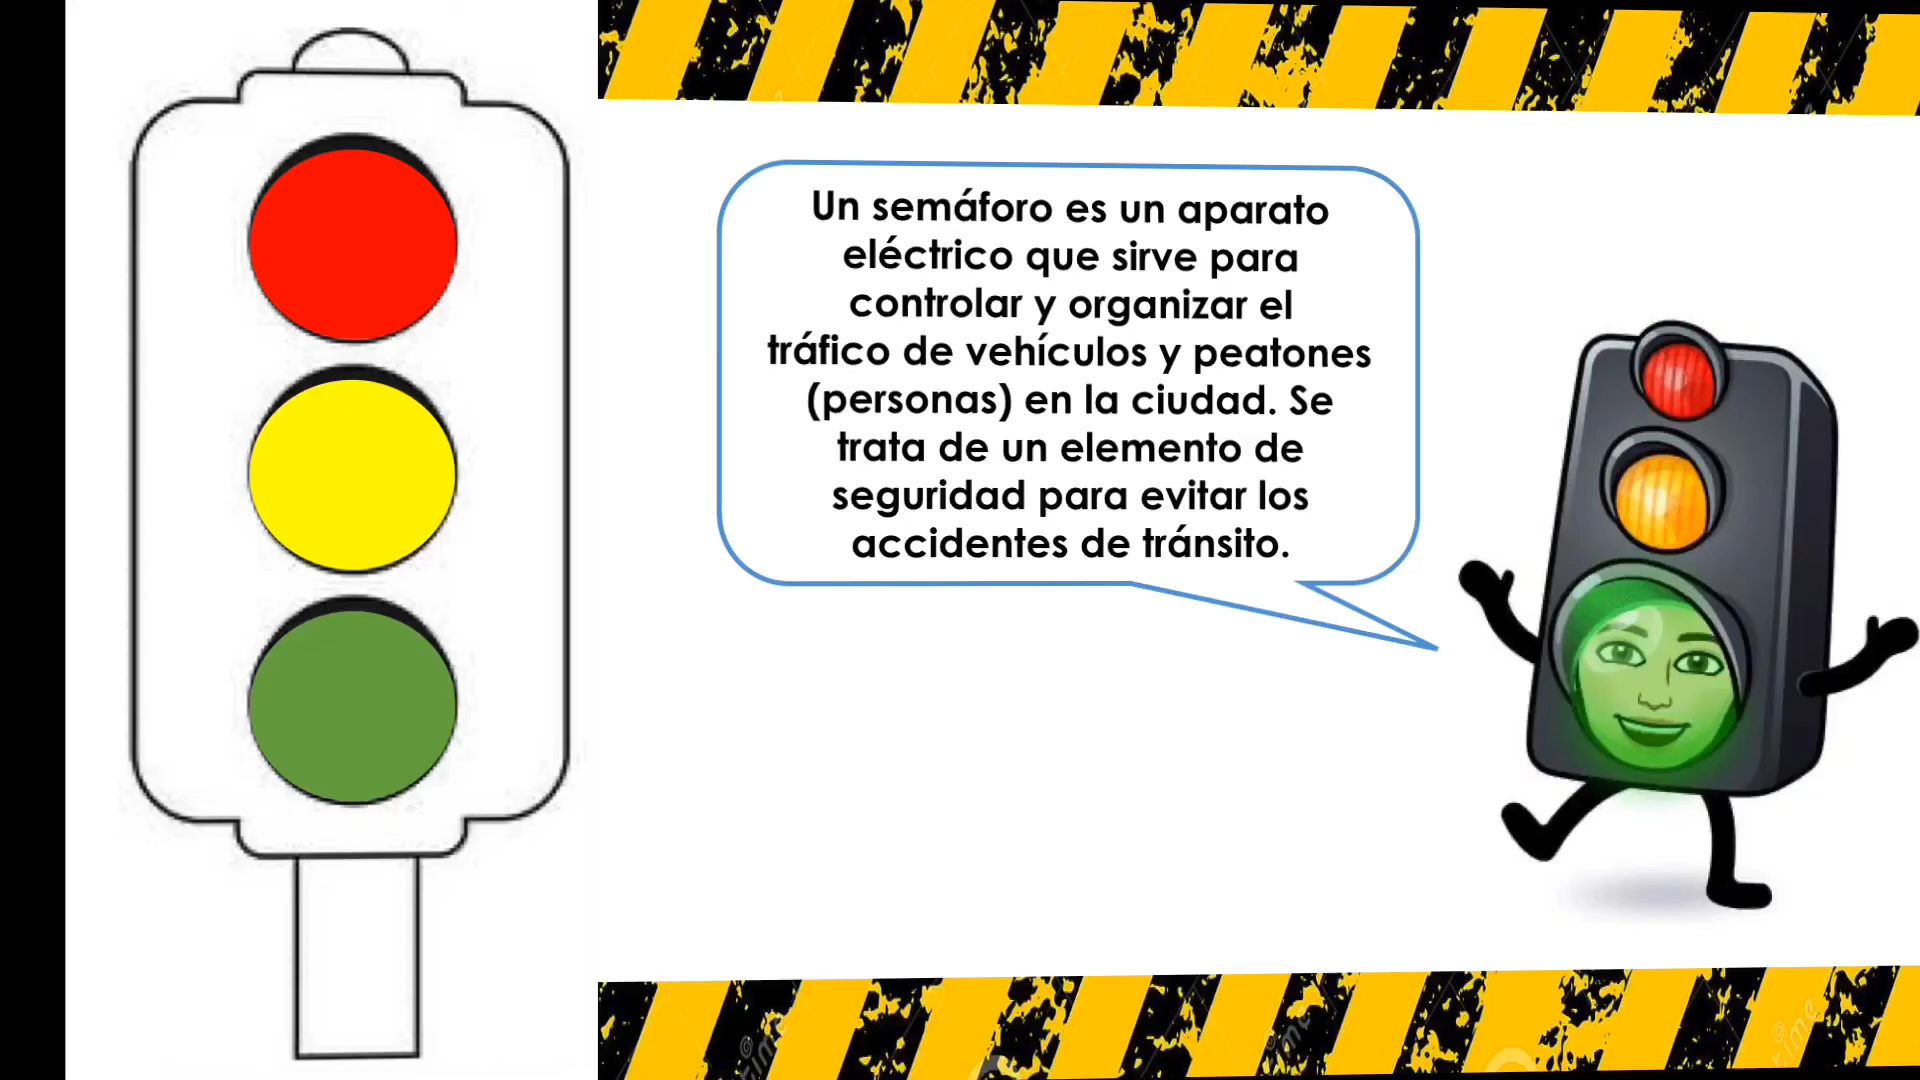 Un semáforo es un aparato
eléctrico que sirve para
controlar y organizar el
tráfico de vehículos y peatones
(personas) en la ciudad. Se
trata de un elemento de
seguridad para evitar los
accidentes de tránsito.